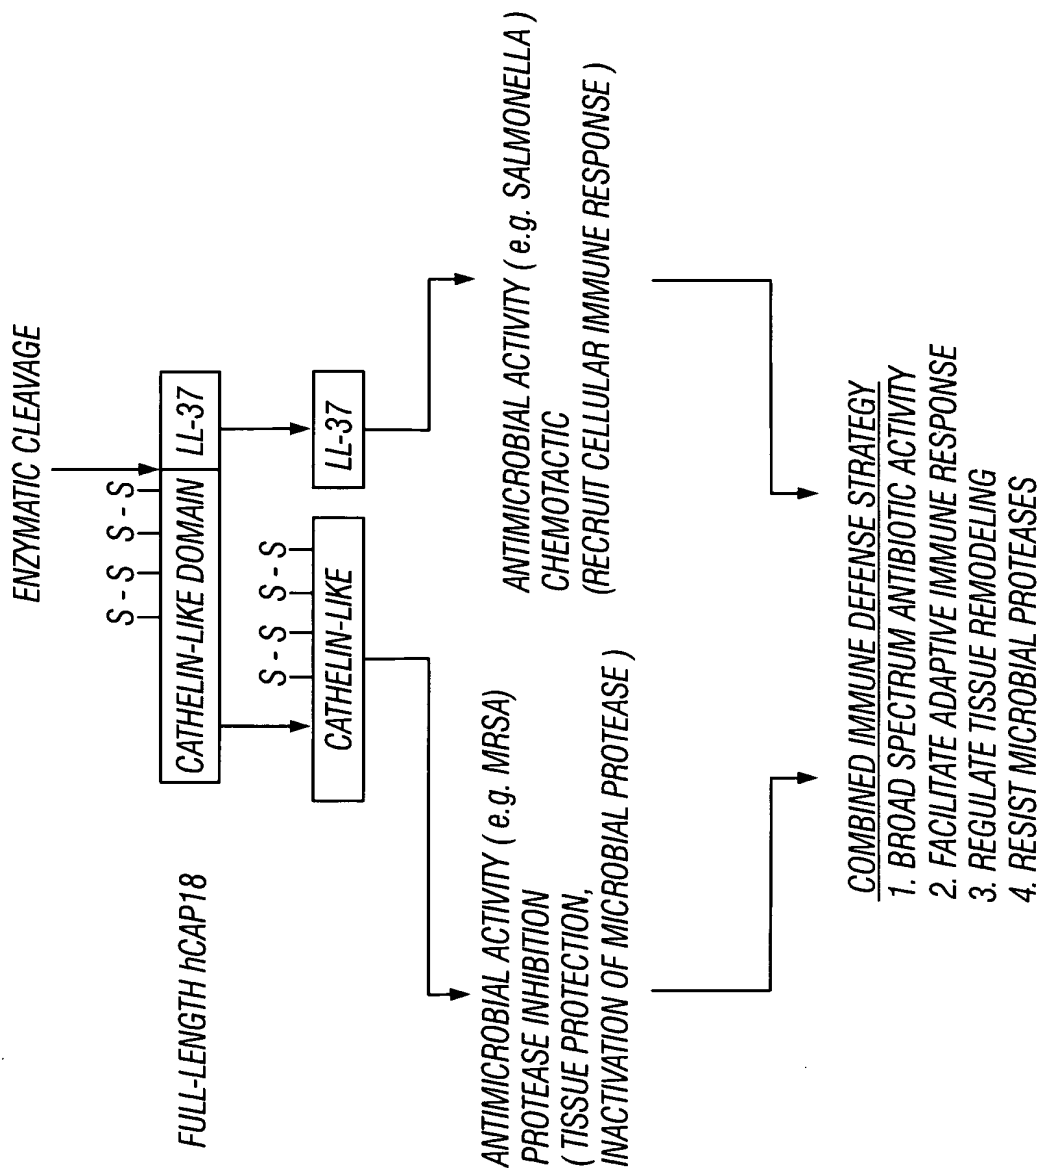 ENZYMATIC CLEAVAGE
FULL-LENGTH hCAP18
S-S S-S
CATHELIN-LIKE DOMAIN
LL-37
S-S S-S
CATHELIN-LIKE
LL-37
ANTIMICROBIAL ACTIVITY ( e.g. MRSA)
PROTEASE INHIBITION
( TISSUE PROTECTION,
INACTIVATION OF MICROBIAL PROTEASE )
ANTIMICROBIAL ACTIVITY ( e.g. SALMONELLA )
CHEMOTACTIC
(RECRUIT CELLULAR IMMUNE RESPONSE )
COMBINED IMMUNE DEFENSE STRATEGY
1. BROAD SPECTRUM ANTIBIOTIC ACTIVITY
2. FACILITATE ADAPTIVE IMMUNE RESPONSE
3. REGULATE TISSUE REMODELING
4. RESIST MICROBIAL PROTEASES